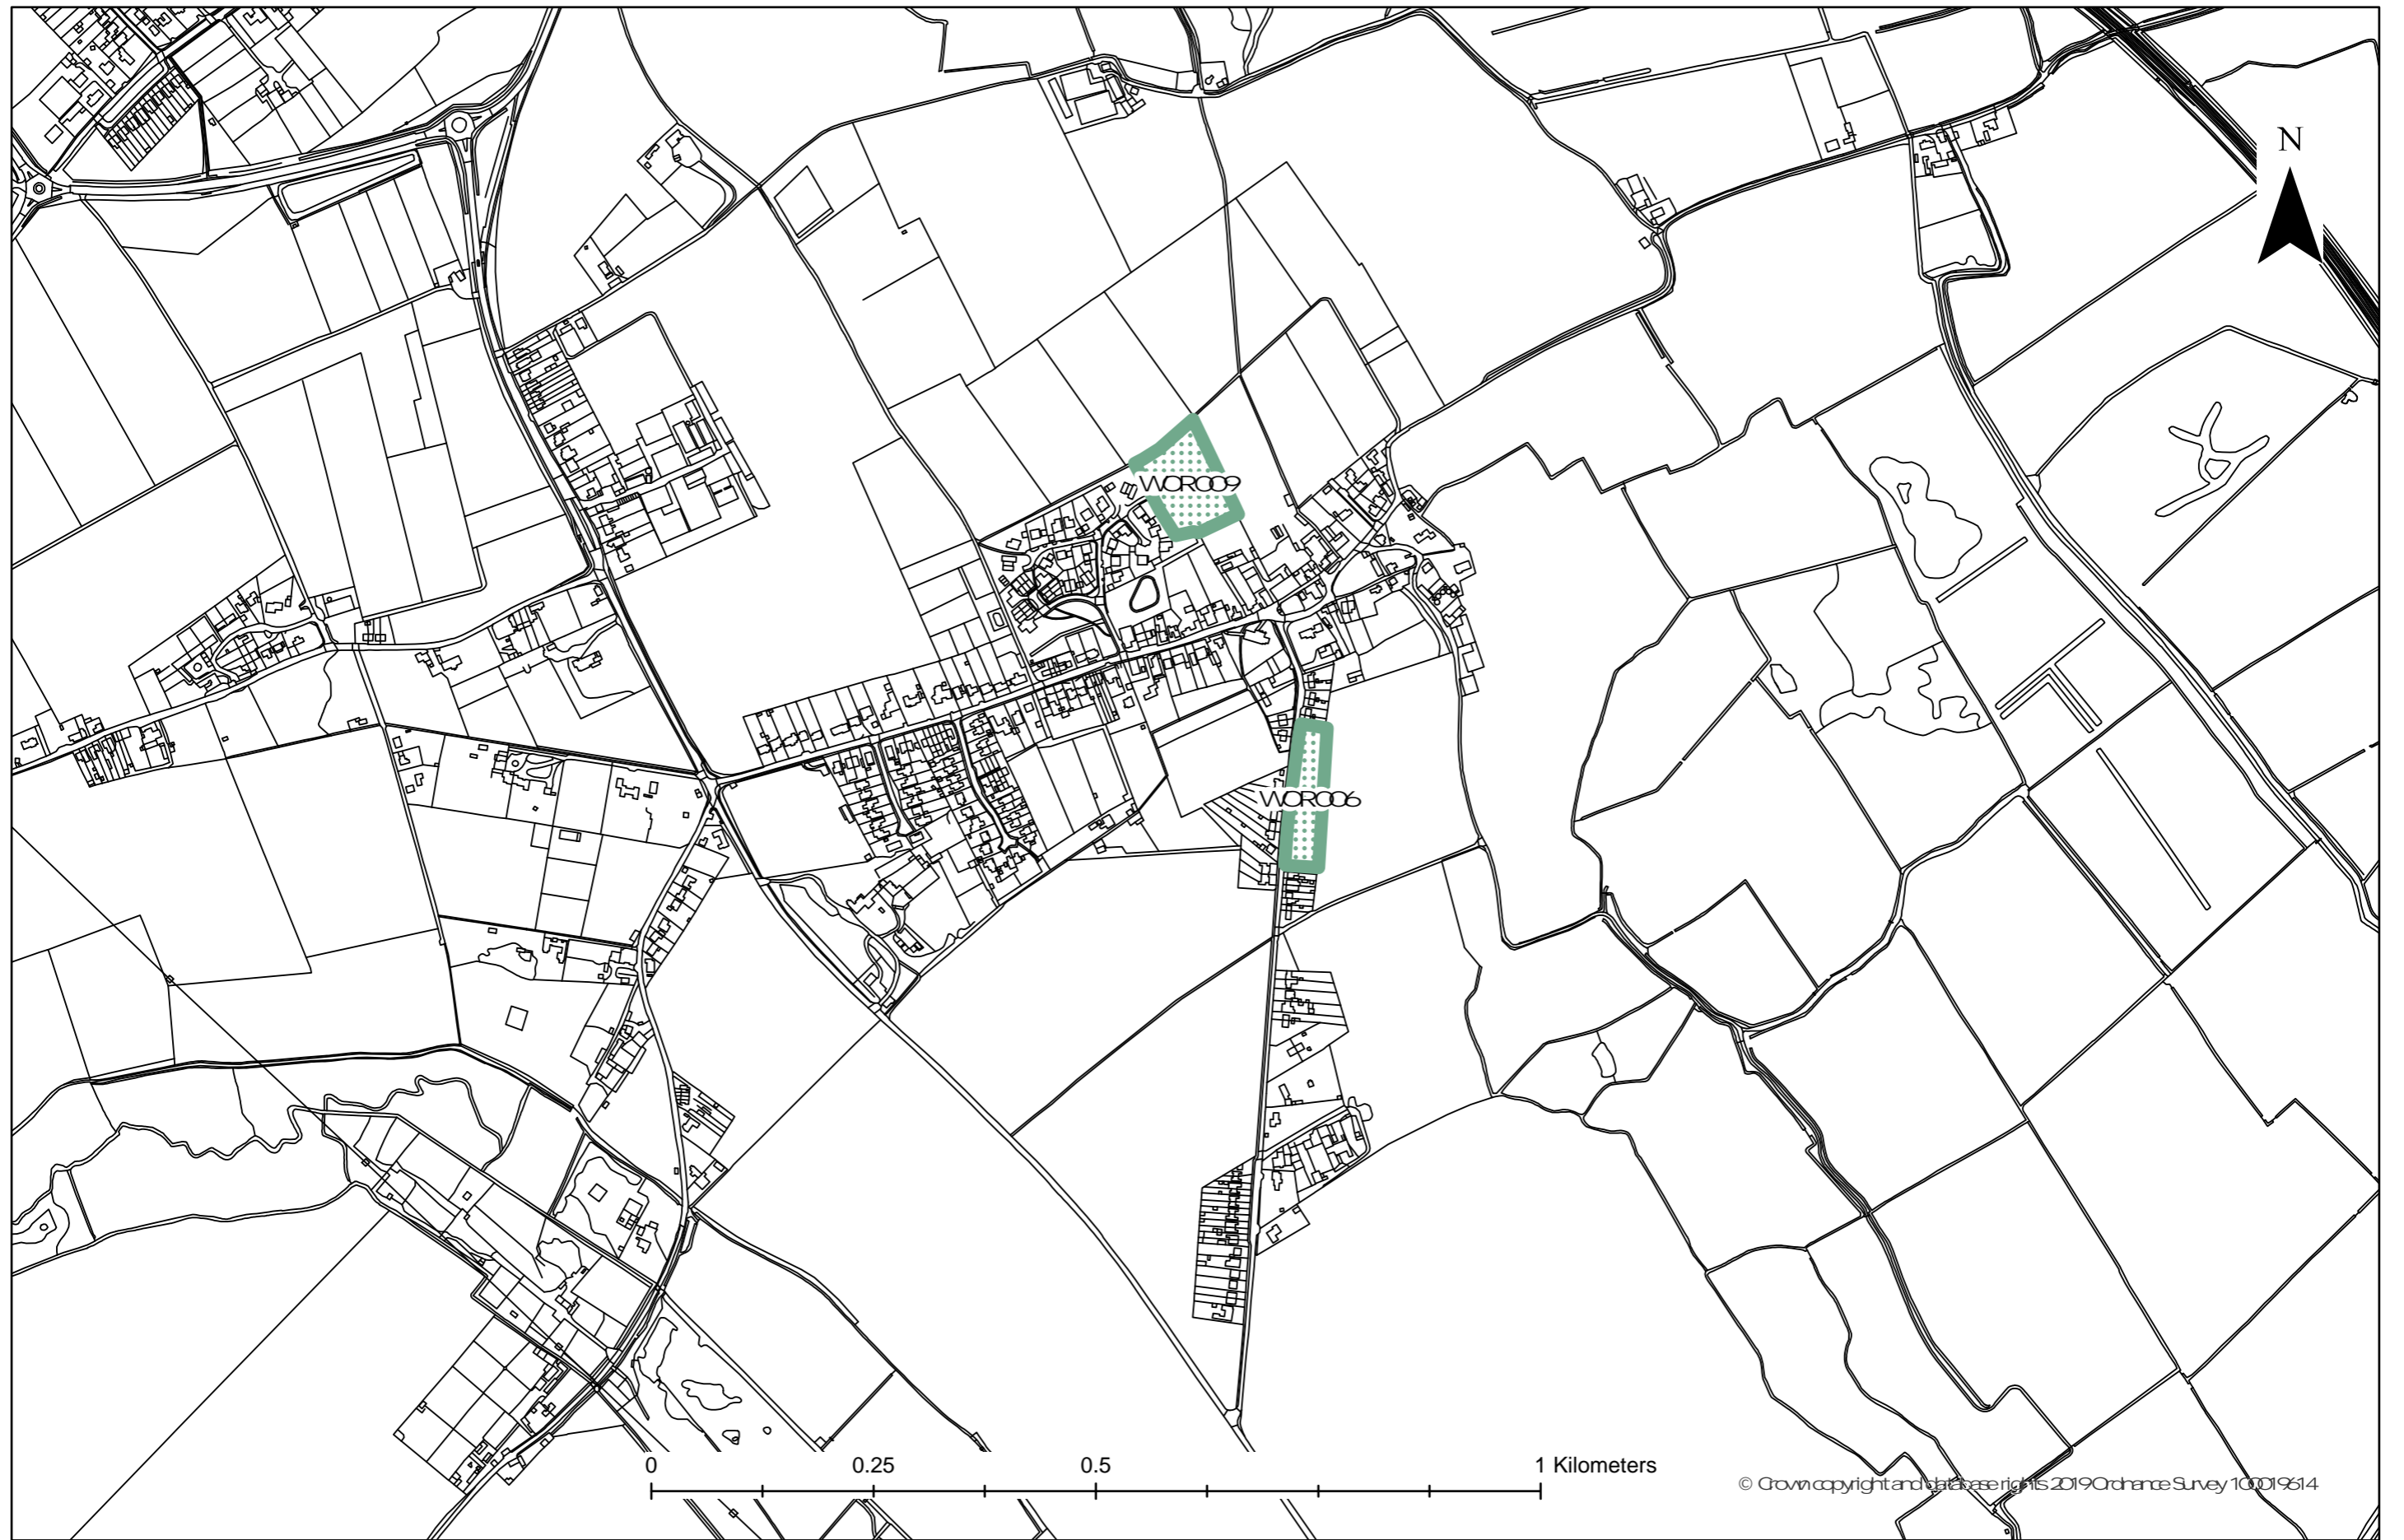 N
WOR009
WOR006
0 0.25 0.5 1 Kilometers
© Crown copyright and database rights 2019 Ordnance Survey 100019614